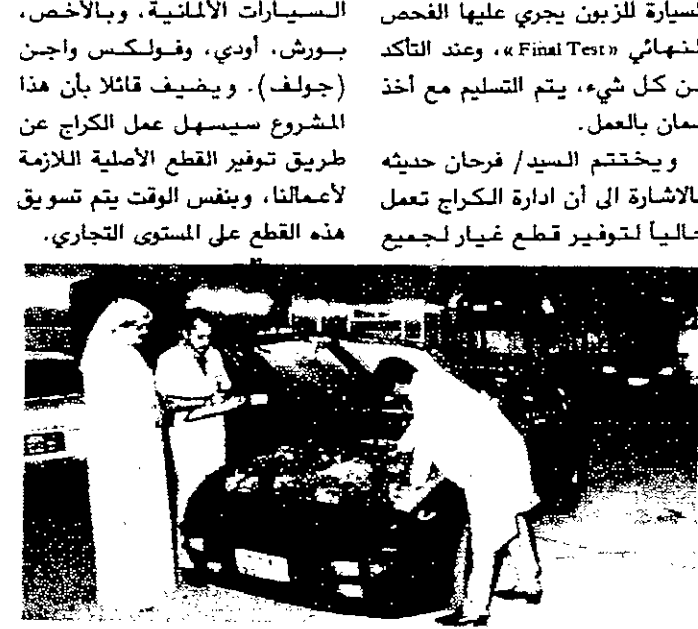 لسيارة للزبون يجري عليها الفحص
لنهائي «Final Test»، وعند التأكد
من كل شيء، يتم التسليم مع أخذ
ضمان بالعمل.
ويختتم السيد/ فرحان حديثه
بالاشارة الى أن ادارة الكراج تعمل
حالياً لتوفير قطع غيار لجميع
السيارات الألمانية، وبالأخص،
بورش، أودي، وفولكس واجن
(جولف). ويضيف قائلا بأن هذا
المشروع سيسهل عمل الكراج عن
طريق توفير القطع الأصلية اللازمة
لأعمالنا، وبنفس الوقت يتم تسويق
هذه القطع على المستوى التجاري.